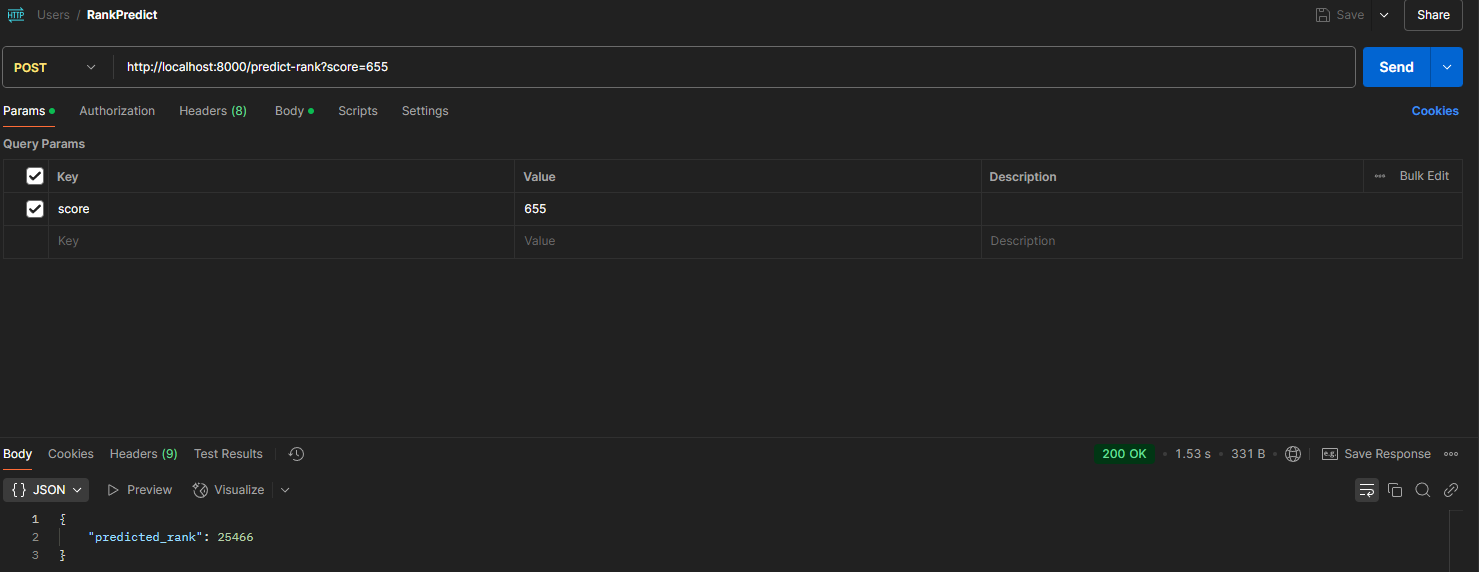 HTTP Users / RankPredict Save Share
POST http://localhost:8000/predict-rank?score=655 Send
Params Authorization Headers (8) Body Scripts Settings Cookies
Query Params
Key Value Description Bulk Edit
score 655
Key Value Description
Body Cookies Headers (9) Test Results 200 OK 1.53 s 331 B e.g. Save Response
{} JSON Preview Visualize
1 {
2 "predicted_rank": 25466
3 }